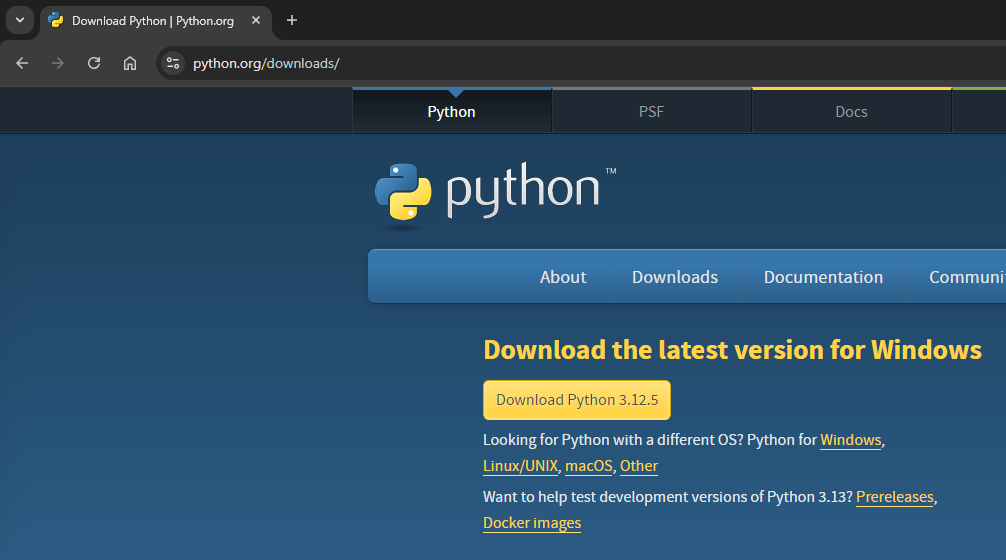 Download Python | Python.org
python.org/downloads/
Python PSF Docs
python™
About Downloads Documentation Communi
Download the latest version for Windows
Download Python 3.12.5
Looking for Python with a different OS? Python for Windows,
Linux/UNIX, macOS, Other
Want to help test development versions of Python 3.13? Prereleases,
Docker images